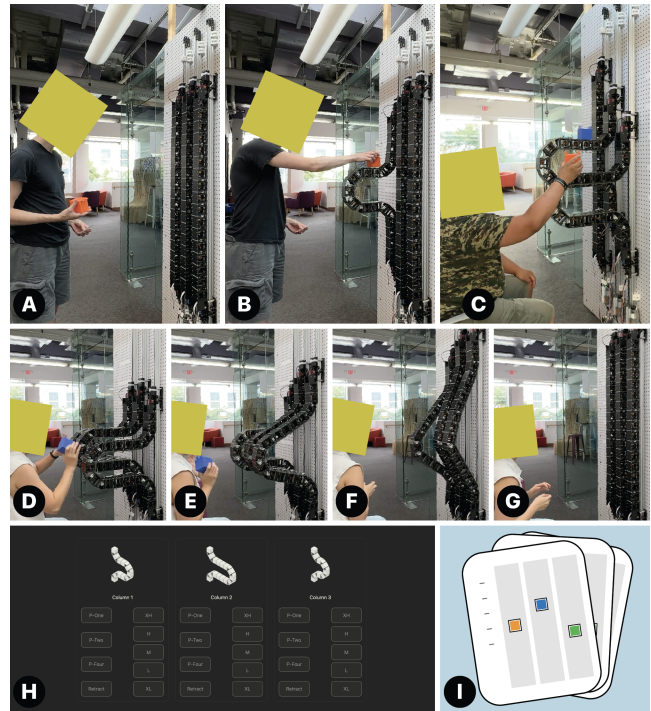 A
B
C
D
E
F
G
Column 1
Column 2
Column 3
P-One
XH
P-One
XH
P-One
XH
H
H
H
P-Two
P-Two
P-Two
M
M
M
P-Four
P-Four
P-Four
L
L
L
Retract
XL
Retract
XL
Retract
XL
H
I